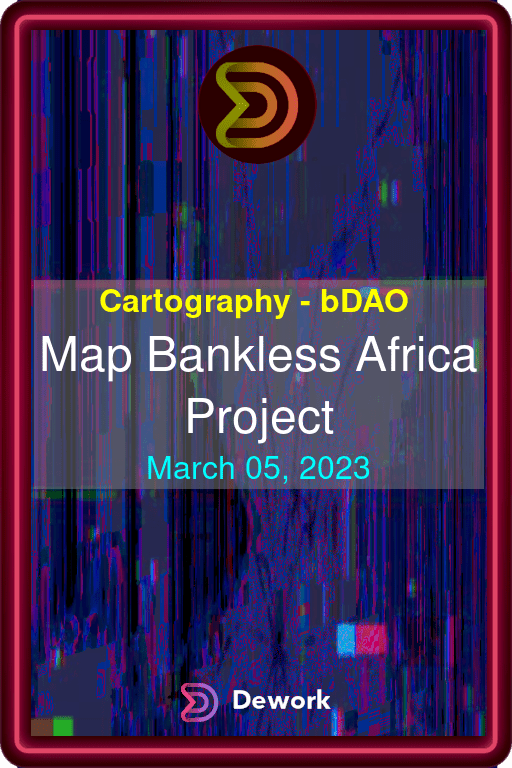 Cartography - bDAO
Map Bankless Africa
Project
March 05, 2023
Dework